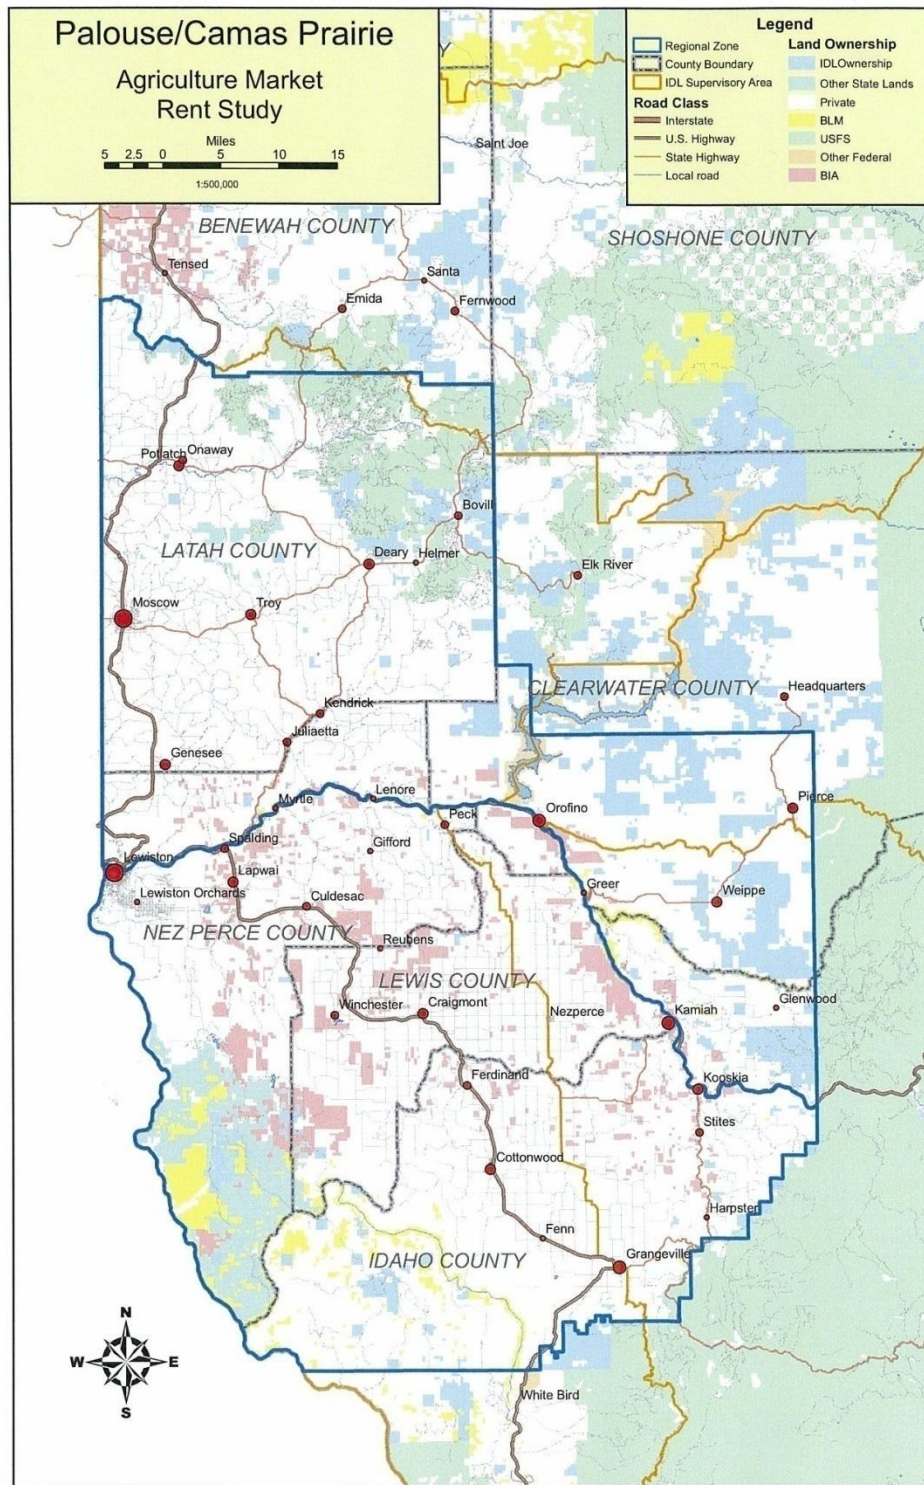 Palouse/Camas Prairie
Agriculture Market
Rent Study
Miles
5 2.5 0 5 10 15
1:500,000
Legend
Regional Zone
County Boundary
IDL Supervisory Area
Road Class
Interstate
U.S. Highway
State Highway
Local road
Land Ownership
IDLOwnership
Other State Lands
Private
BLM
USFS
Other Federal
BIA
Saint Joe
BENEWAH COUNTY
SHOSHONE COUNTY
Tensed
Santa
Emida
Fernwood
Potlatch
Onaway
Bovill
LATAH COUNTY
Deary
Helmer
Elk River
Moscow
Troy
CLEARWATER COUNTY
Headquarters
Kendrick
Juliaetta
Genesee
Myrtle
Lenore
Peck
Orofino
Pierce
Spalding
Gifford
Lewiston
Lapwai
Greer
Lewiston Orchards
Culdesac
Weippe
NEZ PERCE COUNTY
Reubens
LEWIS COUNTY
Winchester
Craigmont
Nezperce
Kamiah
Glenwood
Ferdinand
Kooskia
Stites
Cottonwood
Harpster
Fenn
IDAHO COUNTY
Grangeville
N
W
E
S
White Bird